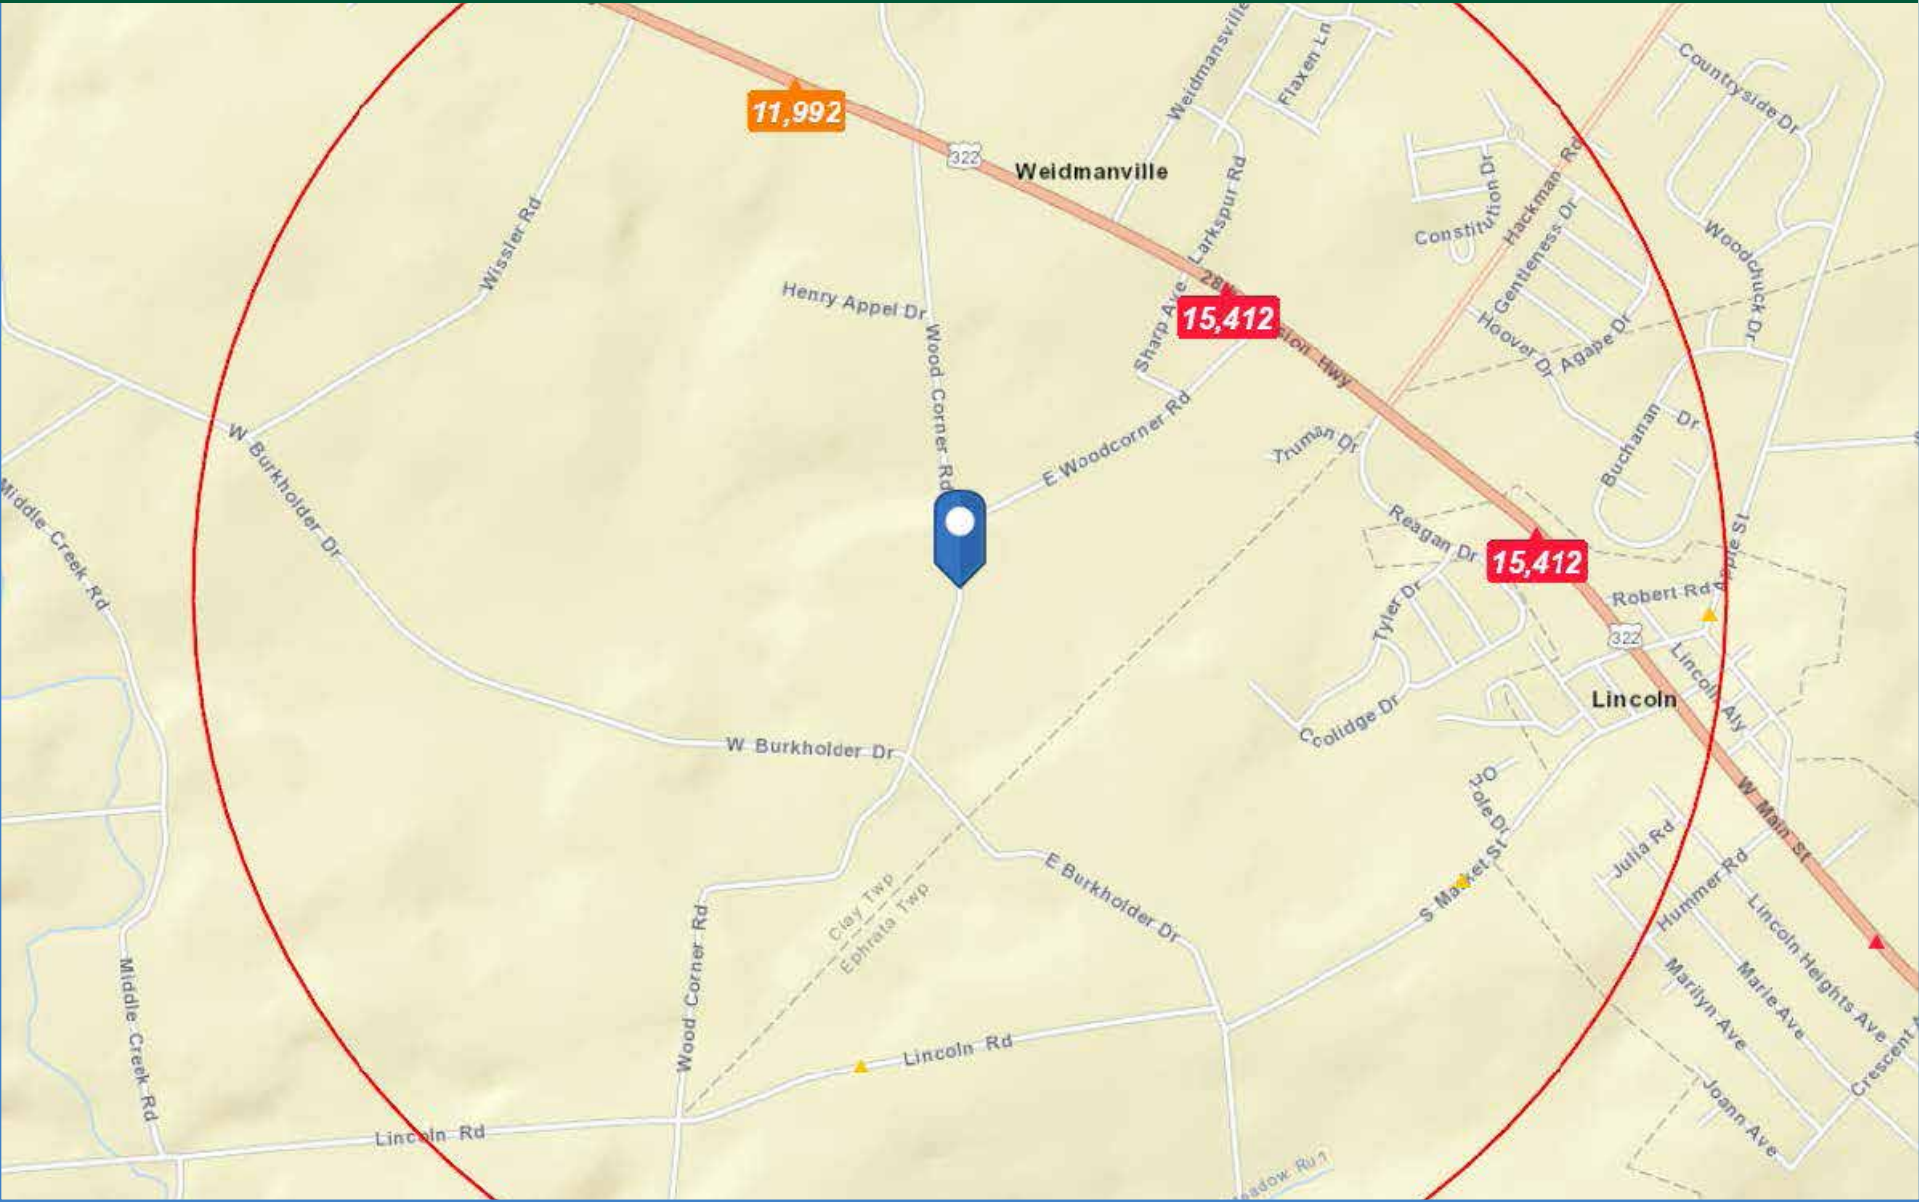 Weidmansville
Flaxen Ln
Countryside Dr
11,992
322
Weidmanville
Hackman Rd
Constitution Dr
Constitution
Larkspur Rd
Wissler Rd
Gentleness Dr
Woodchuck Dr
Henry Appel Dr
15,412
Hwy
Sharp Ave
Hoover Dr
Agape Dr
Wood Corner Rd
E Woodcorner Rd
Truman Dr
Buchanan
Dr
W Burkholder Dr
Middle Creek Rd
Reagan Dr
15,412
Apple St
Robert Rd
Tyler Dr
322
Lincoln Aly
Lincoln
Coolidge Dr
W Burkholder Dr
W Main St
Julia Rd
Hummer Rd
S Market St
E Burkholder Dr
Clay Twp
Ephrata Twp
Wood Corner Rd
Lincoln Heights Ave
Marie Ave
Marilyn Ave
Middle Creek Rd
Lincoln Rd
Crescent
Joann Ave
Lincoln Rd